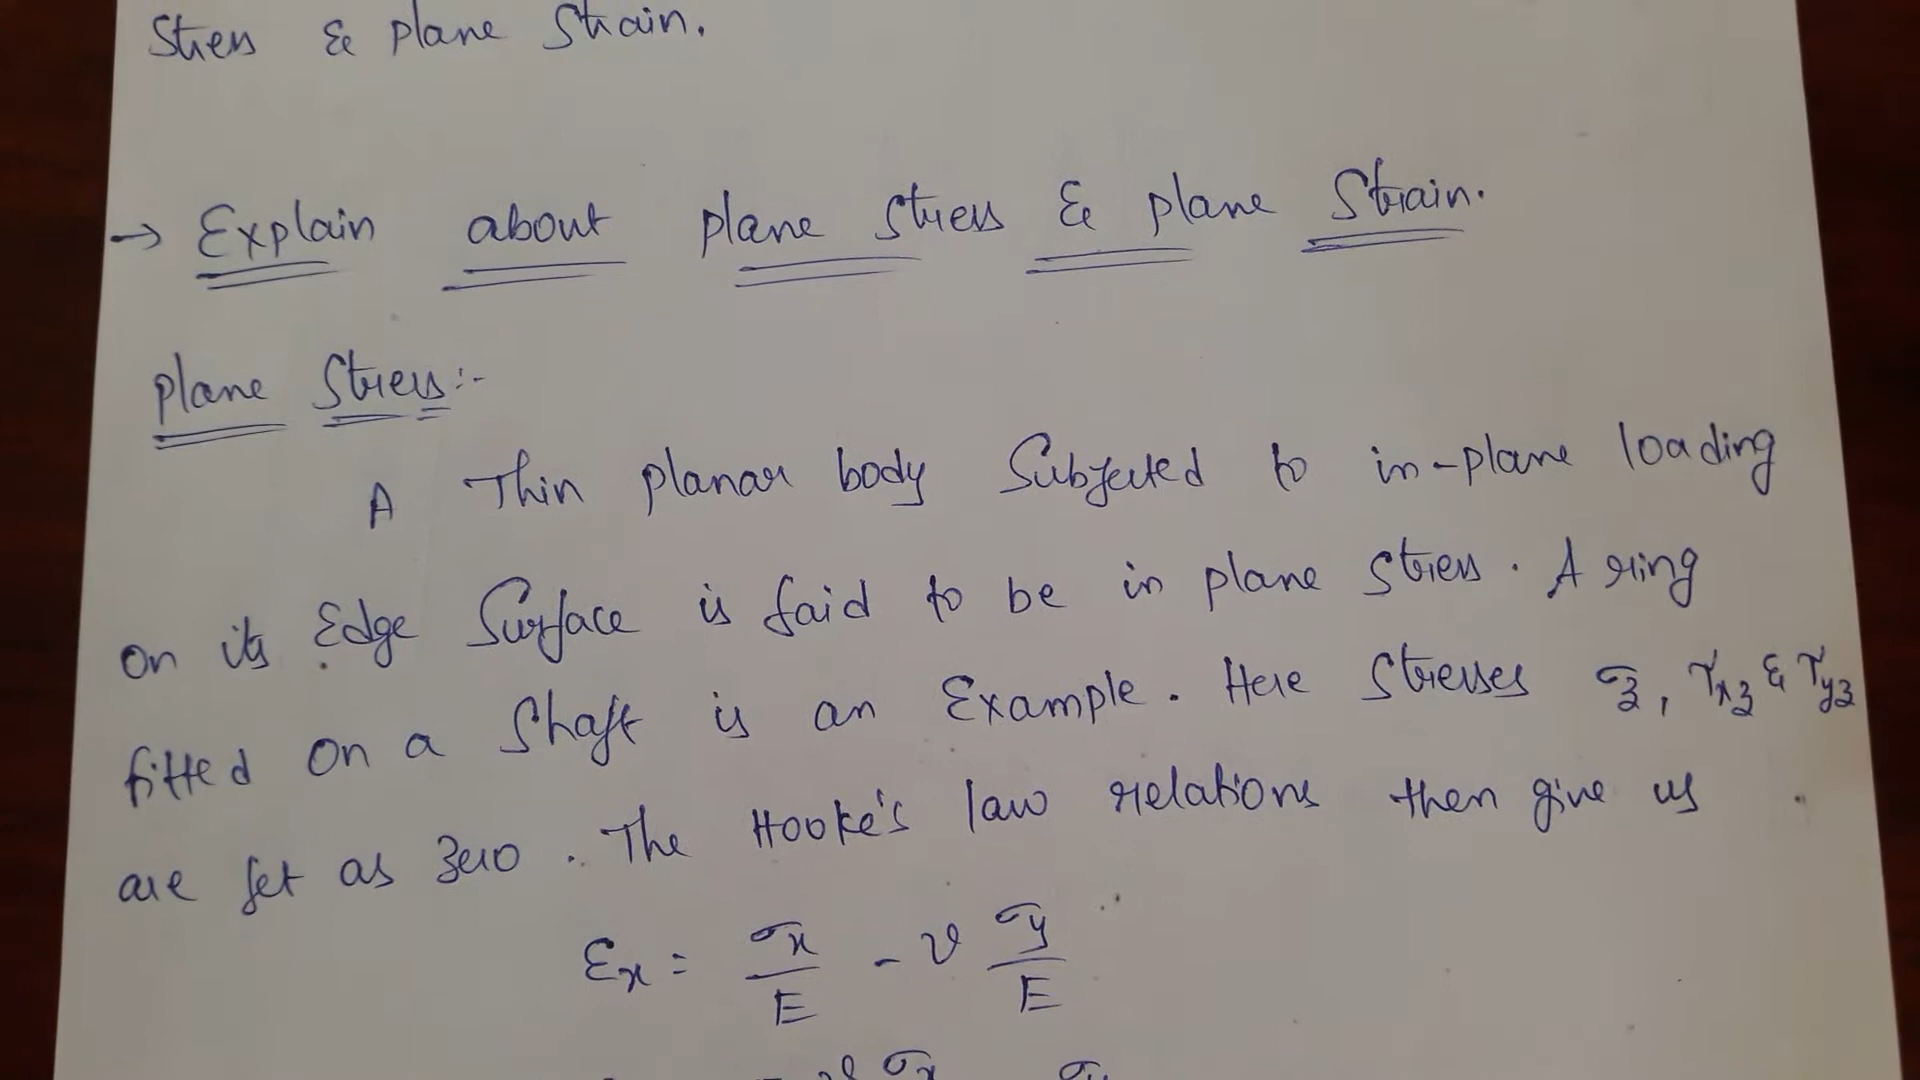 Stress & plane Strain.
→ Explain about plane Stress & plane Strain.
plane Stress:-
A Thin planar body Subjected to in-plane loading
on its Edge Surface is said to be in plane stress. A ring
fitted on a Shaft is an Example. Here Stresses σz, τxz & τyz
are set as zero. The Hooke's law relations then give us
εx = σx/E - ν σy/E